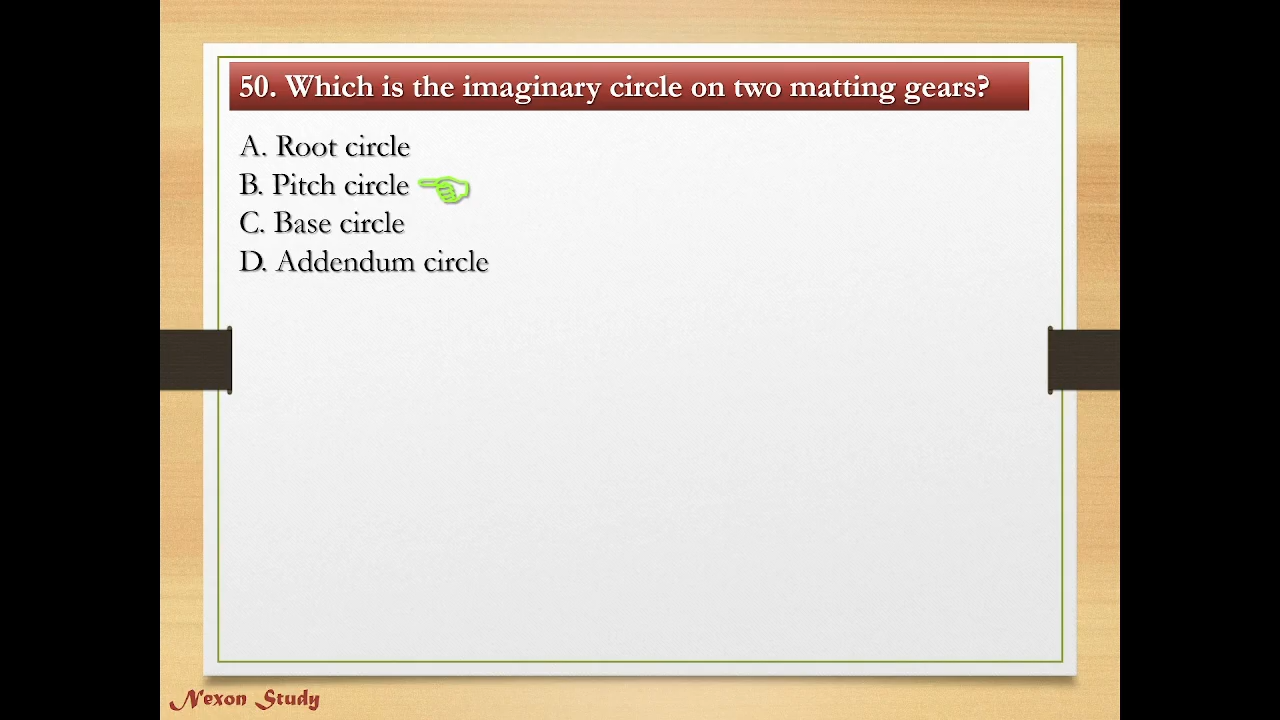 50. Which is the imaginary circle on two matting gears?
A. Root circle
B. Pitch circle
C. Base circle
D. Addendum circle
Nexon Study